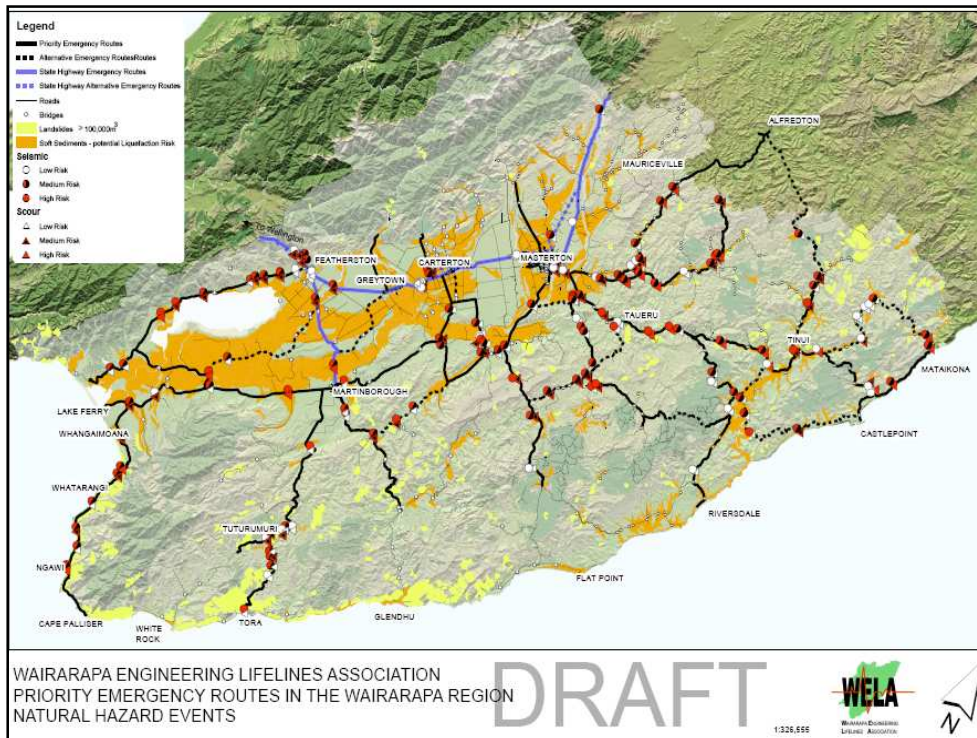 Legend
Priority Emergency Routes
Alternative Emergency RoutesRoutes
State Highway Emergency Routes
State Highway Alternative Emergency Routes
Roads
Bridges
Landslides > 100,000m3
Soft Sediments - potential Liquefaction Risk
Seismic
Low Risk
Medium Risk
High Risk
Scour
Low Risk
Medium Risk
High Risk
ALFREDTON
MAURICEVILLE
To Wellington
FEATHERSTON
MASTERTON
CARTERTON
GREYTOWN
TAUERU
TINUI
MATAIKONA
MARTINBOROUGH
LAKE FERRY
CASTLEPOINT
WHANGAIMOANA
WHATARANGI
RIVERSDALE
TUTURUMURI
NGAWI
FLAT POINT
GLENDHU
CAPE PALLISER
WHITE
ROCK
TORA
WAIRARAPA ENGINEERING LIFELINES ASSOCIATION
PRIORITY EMERGENCY ROUTES IN THE WAIRARAPA REGION
NATURAL HAZARD EVENTS
DRAFT
1:326,555
WELA
WAIRARAPA ENGINEERING
LIFELINES ASSOCIATION
N